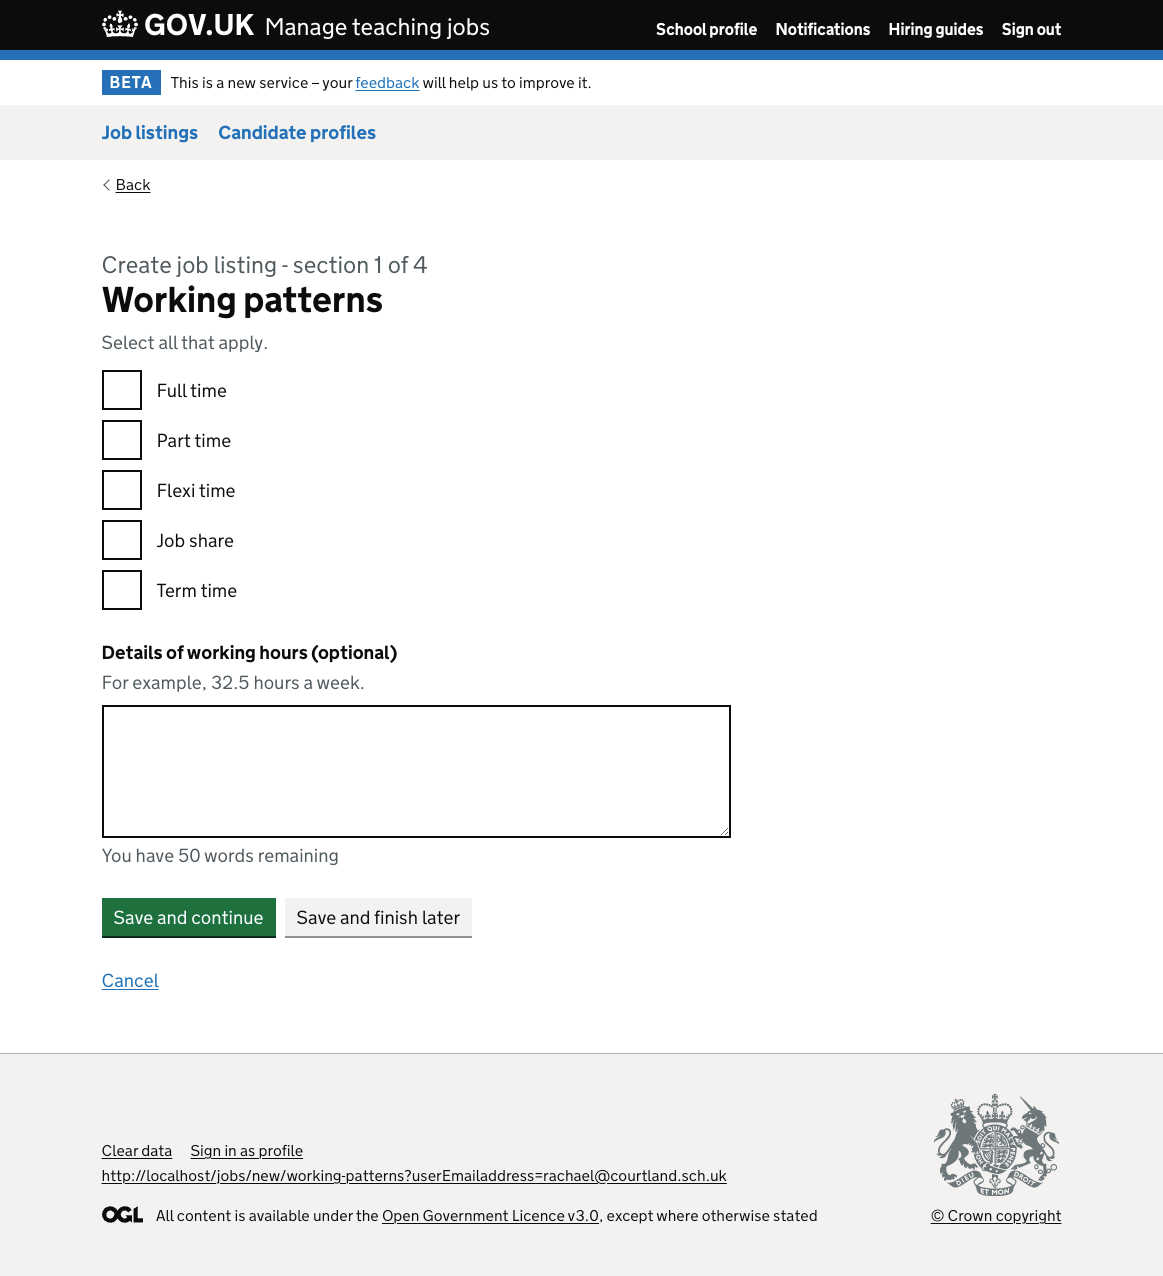 GOV.UK Manage teaching jobs
School profile Notifications Hiring guides Sign out
BETA This is a new service – your feedback will help us to improve it.
Job listings Candidate profiles
Back
Create job listing - section 1 of 4
Working patterns
Select all that apply.
Full time
Part time
Flexi time
Job share
Term time
Details of working hours (optional)
For example, 32.5 hours a week.
You have 50 words remaining
Save and continue Save and finish later
Cancel
Clear data Sign in as profile
http://localhost/jobs/new/working-patterns?userEmailaddress=rachael@courtland.sch.uk
OGL All content is available under the Open Government Licence v3.0, except where otherwise stated
DIEU ET MON DROIT
© Crown copyright